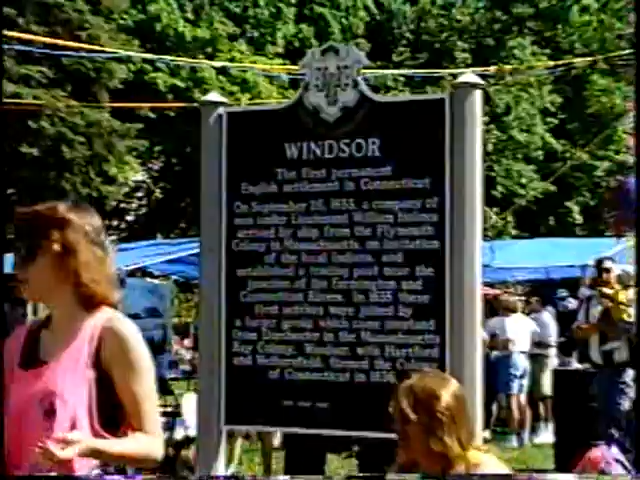 WINDSOR
The first permanent
English settlement in Connecticut
On September 26, 1633, a company of
men under Lieutenant William Holmes
arrived by ship from the Plymouth
Colony in Massachusetts, on invitation
of the local Indians, and
established a trading post near the
junction of the Farmington and
Connecticut Rivers. In 1635 these
first settlers were joined by
a larger group which came overland
from Dorchester in the Massachusetts
Bay Colony. Windsor, with Hartford
and Wethersfield, formed the Colony
of Connecticut in